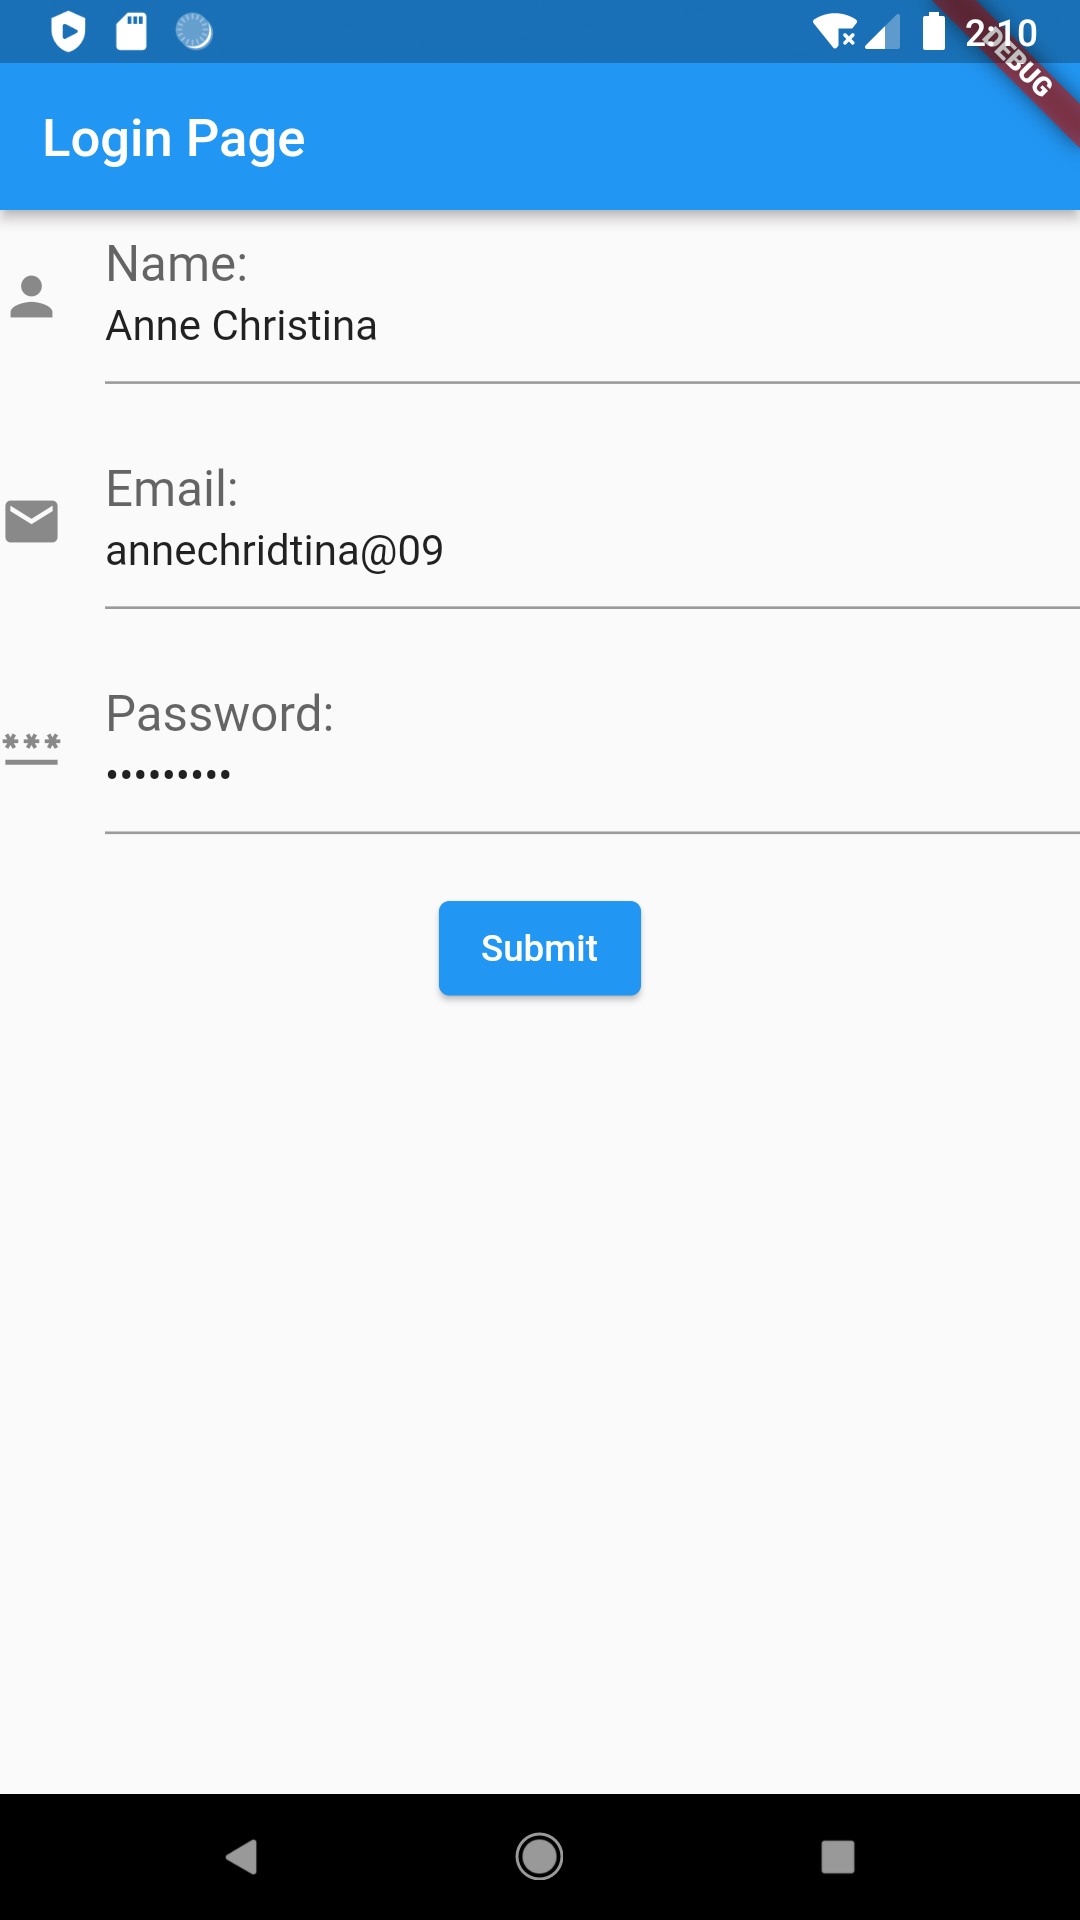 2:10
DEBUG
Login Page
Name:
Anne Christina
Email:
annechridtina@09
Password:
•••••••••
Submit